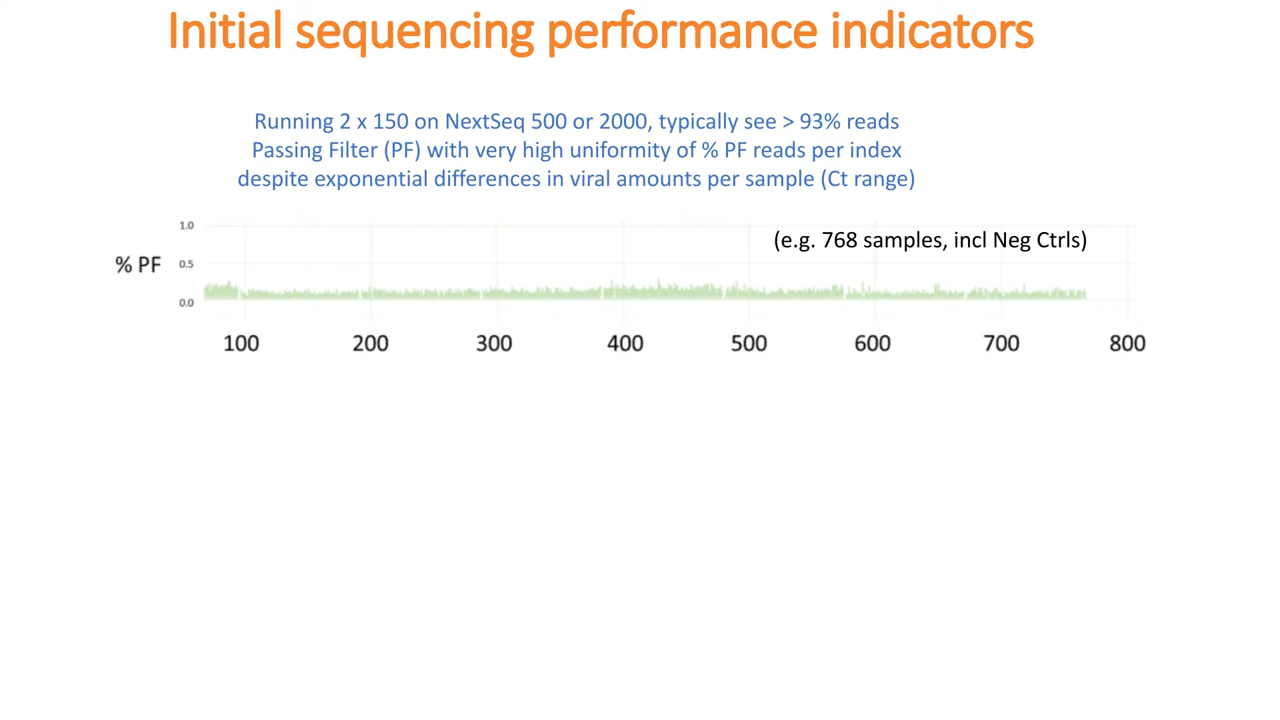 Initial sequencing performance indicators
Running 2 x 150 on NextSeq 500 or 2000, typically see > 93% reads
Passing Filter (PF) with very high uniformity of % PF reads per index
despite exponential differences in viral amounts per sample (Ct range)
(e.g. 768 samples, incl Neg Ctrls)
% PF
1.0
0.5
0.0
100 200 300 400 500 600 700 800